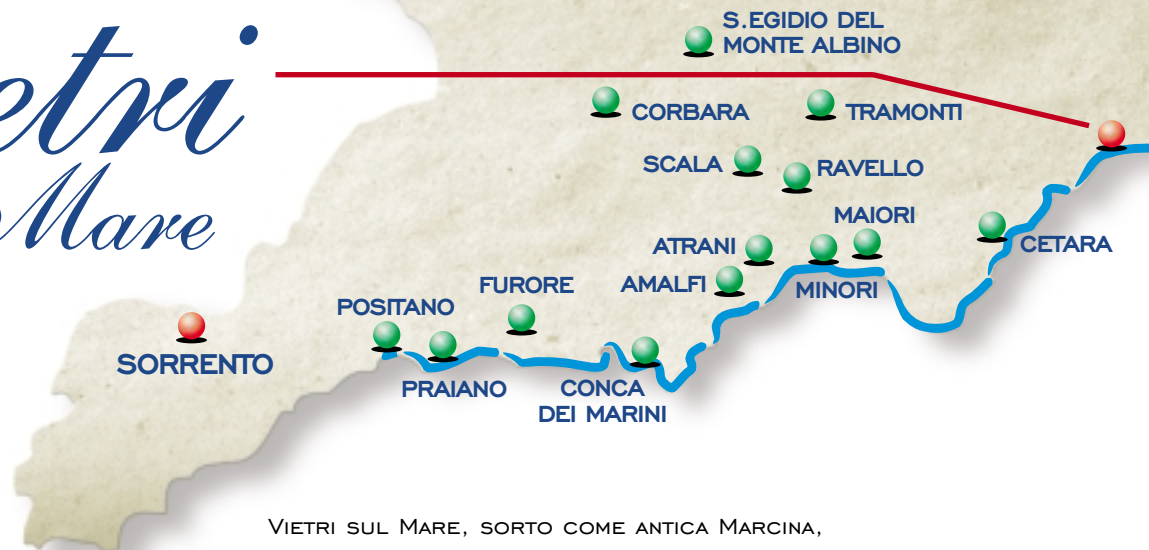 etri
Mare
S.EGIDIO DEL
MONTE ALBINO
CORBARA
TRAMONTI
SCALA
RAVELLO
MAIORI
ATRANI
CETARA
AMALFI
MINORI
FURORE
POSITANO
SORRENTO
PRAIANO
CONCA
DEI MARINI
VIETRI SUL MARE, SORTO COME ANTICA MARCINA,